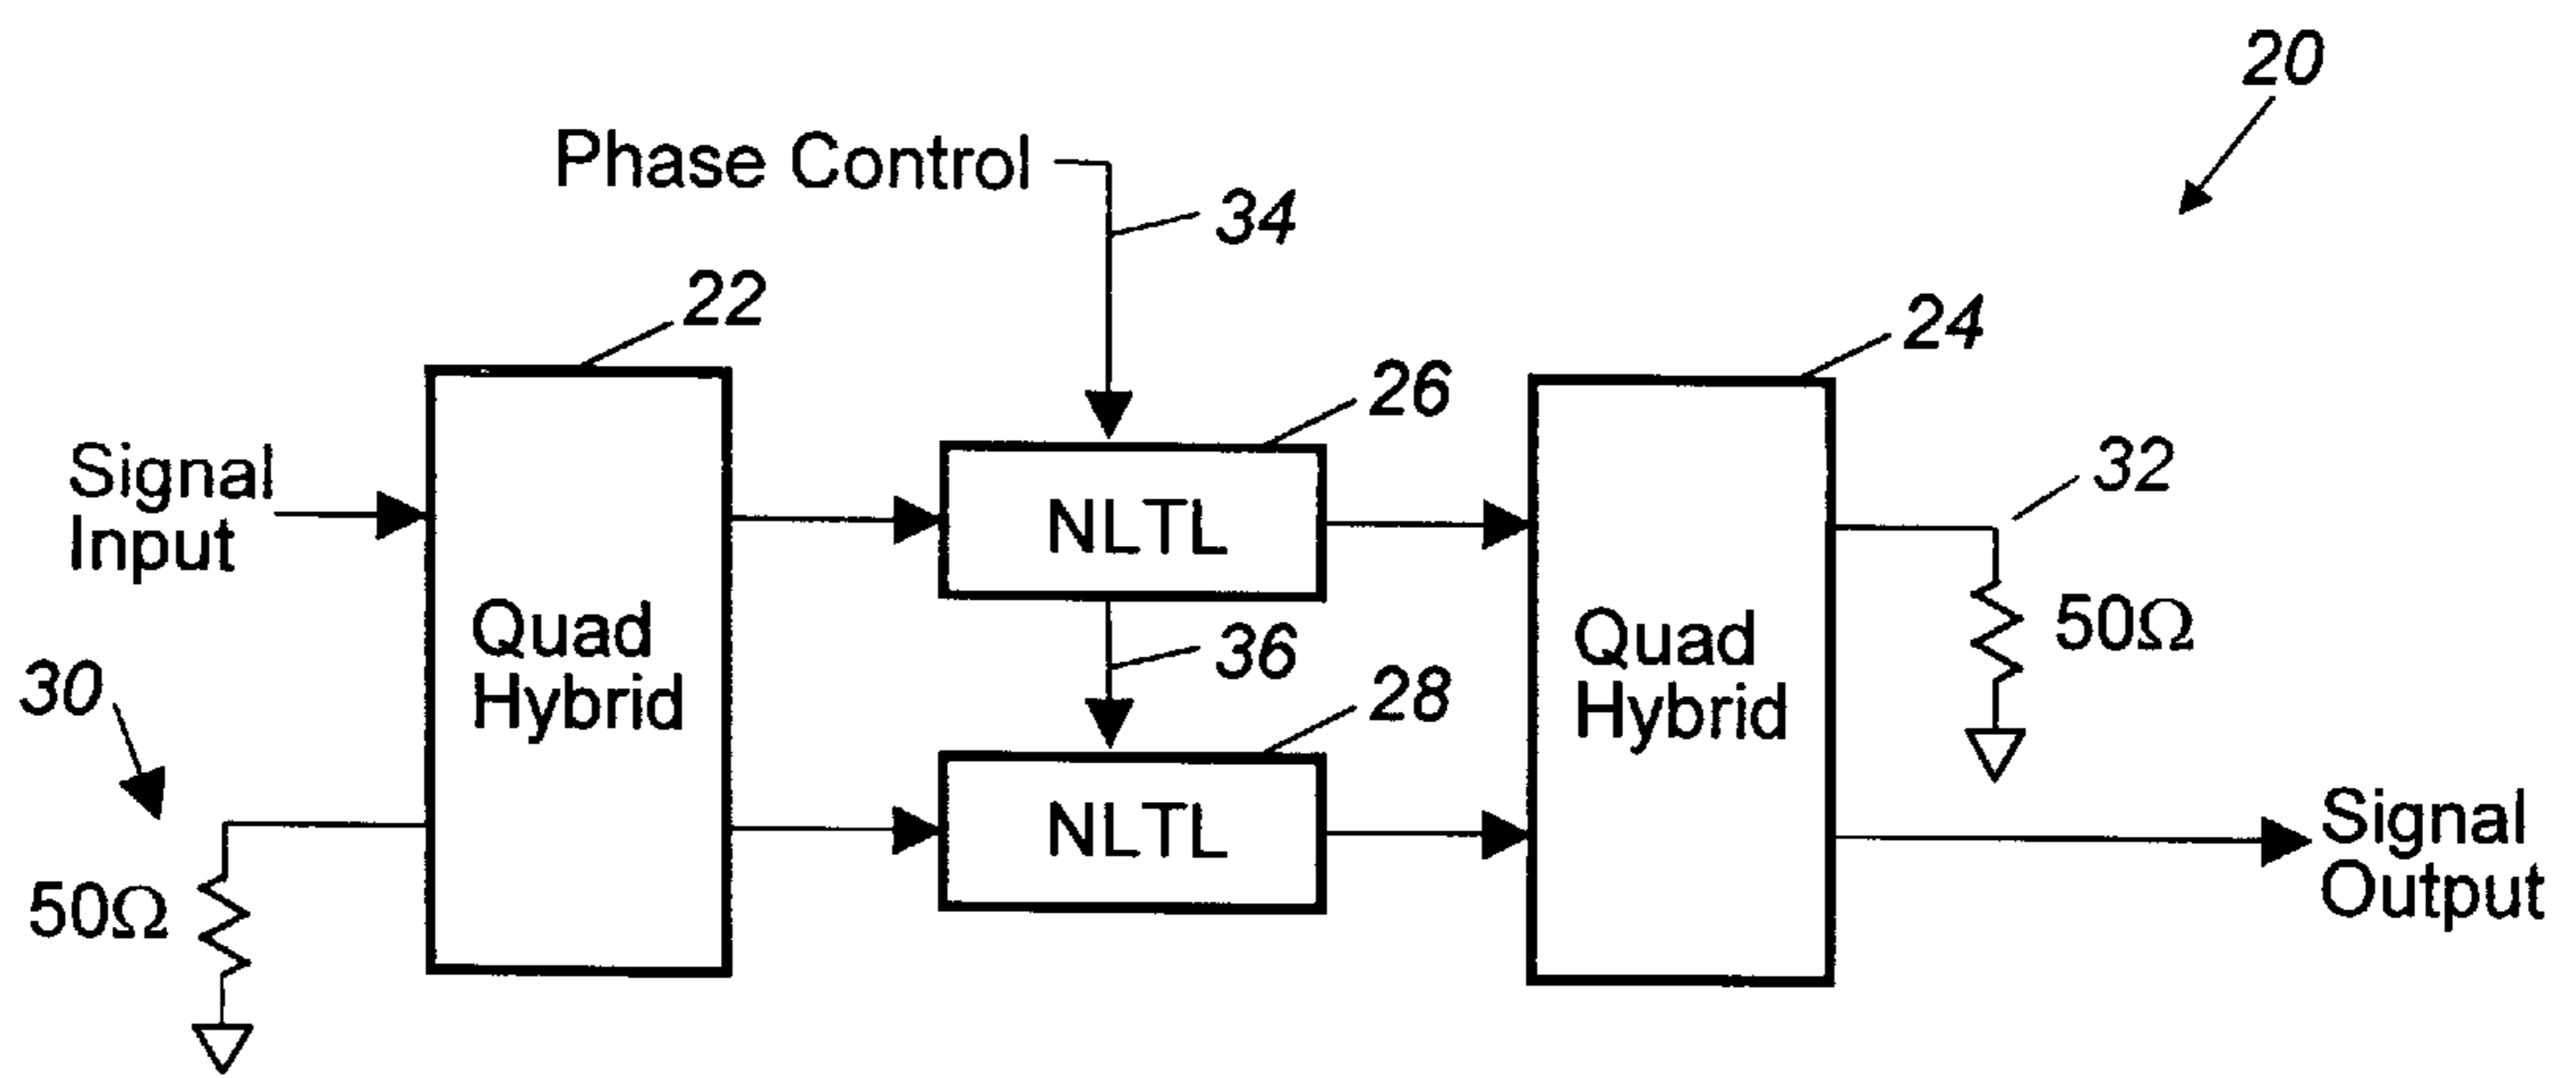 20
Phase Control
34
22
24
26
Signal
Input
NLTL
32
Quad
Hybrid
36
Quad
Hybrid
50Ω
30
28
NLTL
50Ω
Signal
Output